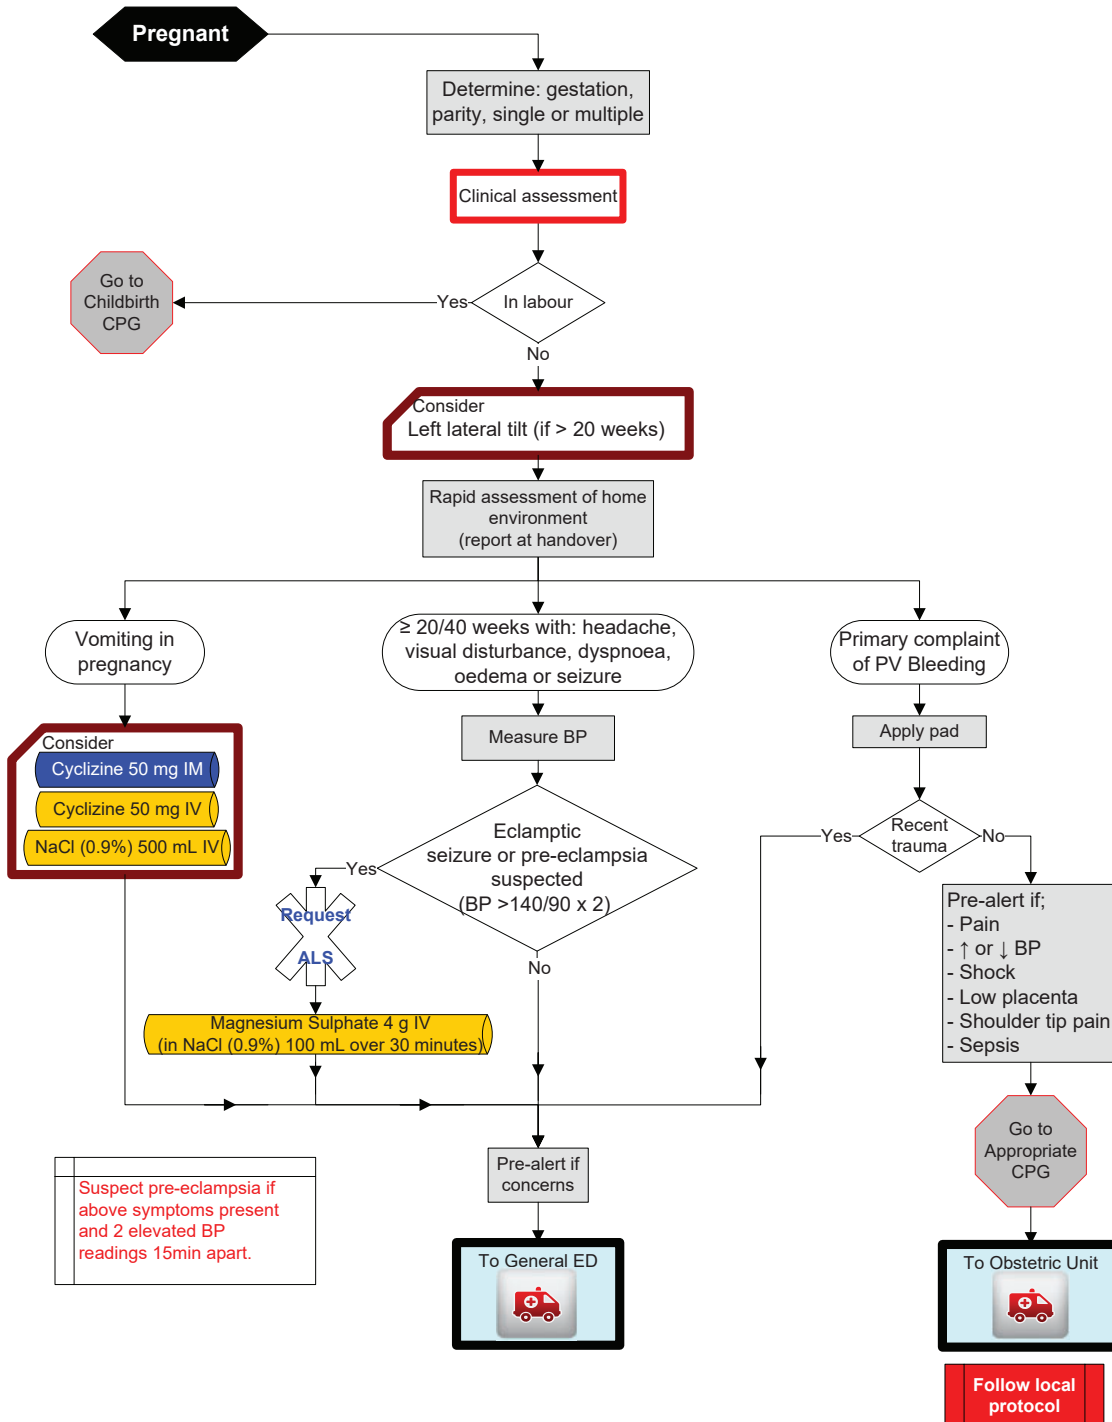 Pregnant
Determine: gestation,
parity, single or multiple
Clinical assessment
In labour
Yes
Go to
Childbirth
CPG
No
Consider
Left lateral tilt (if > 20 weeks)
Rapid assessment of home
environment
(report at handover)
Vomiting in
pregnancy
Consider
Cyclizine 50 mg IM
Cyclizine 50 mg IV
NaCl (0.9%) 500 mL IV
≥ 20/40 weeks with: headache,
visual disturbance, dyspnoea,
oedema or seizure
Measure BP
Eclamptic
seizure or pre-eclampsia
suspected
(BP >140/90 x 2)
Yes
Request
ALS
Magnesium Sulphate 4 g IV
(in NaCl (0.9%) 100 mL over 30 minutes)
No
Primary complaint
of PV Bleeding
Apply pad
Recent
trauma
Yes
No
Pre-alert if;
- Pain
- ↑ or ↓ BP
- Shock
- Low placenta
- Shoulder tip pain
- Sepsis
Go to
Appropriate
CPG
Pre-alert if
concerns
Suspect pre-eclampsia if
above symptoms present
and 2 elevated BP
readings 15min apart.
To General ED
To Obstetric Unit
Follow local
protocol